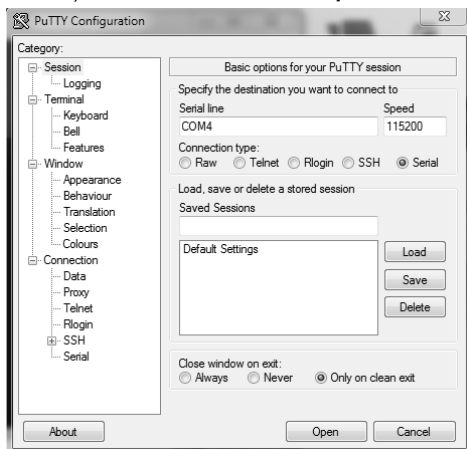 PuTTY Configuration
Category:
Session
Logging
Terminal
Keyboard
Bell
Features
Window
Appearance
Behaviour
Translation
Selection
Colours
Connection
Data
Proxy
Telnet
Rlogin
SSH
Serial
Basic options for your PuTTY session
Specify the destination you want to connect to
Serial line Speed
COM4 115200
Connection type:
Raw Telnet Rlogin SSH Serial
Load, save or delete a stored session
Saved Sessions
Default Settings
Load
Save
Delete
Close window on exit:
Always Never Only on clean exit
About Open Cancel